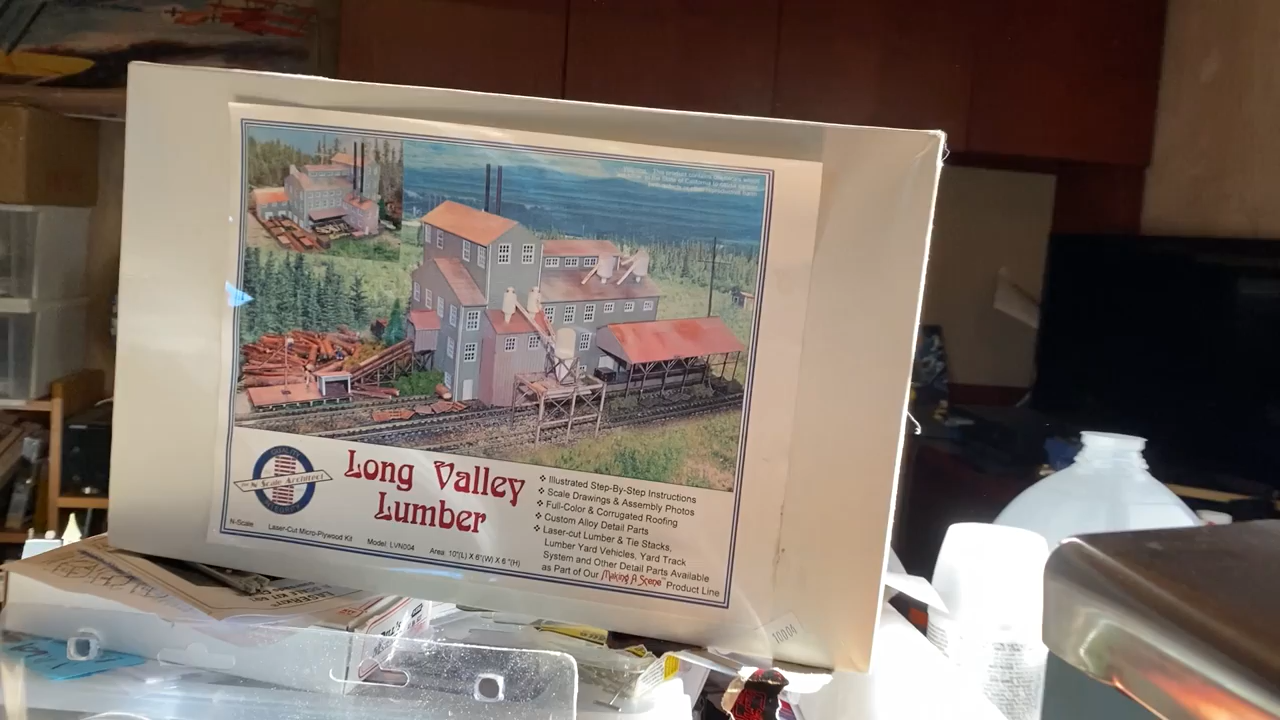 Long Valley
Lumber
The N Scale Architect
N-Scale Laser-Cut Micro-Plywood Kit Model: LVN004 Area: 10"(L) X 6"(W) X 6"(H)
❖ Illustrated Step-By-Step Instructions
❖ Scale Drawings & Assembly Photos
❖ Full-Color & Corrugated Roofing
❖ Custom Alloy Detail Parts
❖ Laser-cut Lumber & Tie Stacks,
Lumber Yard Vehicles, Yard Track
System and Other Detail Parts Available
as Part of Our Making A Scene™ Product Line
10004